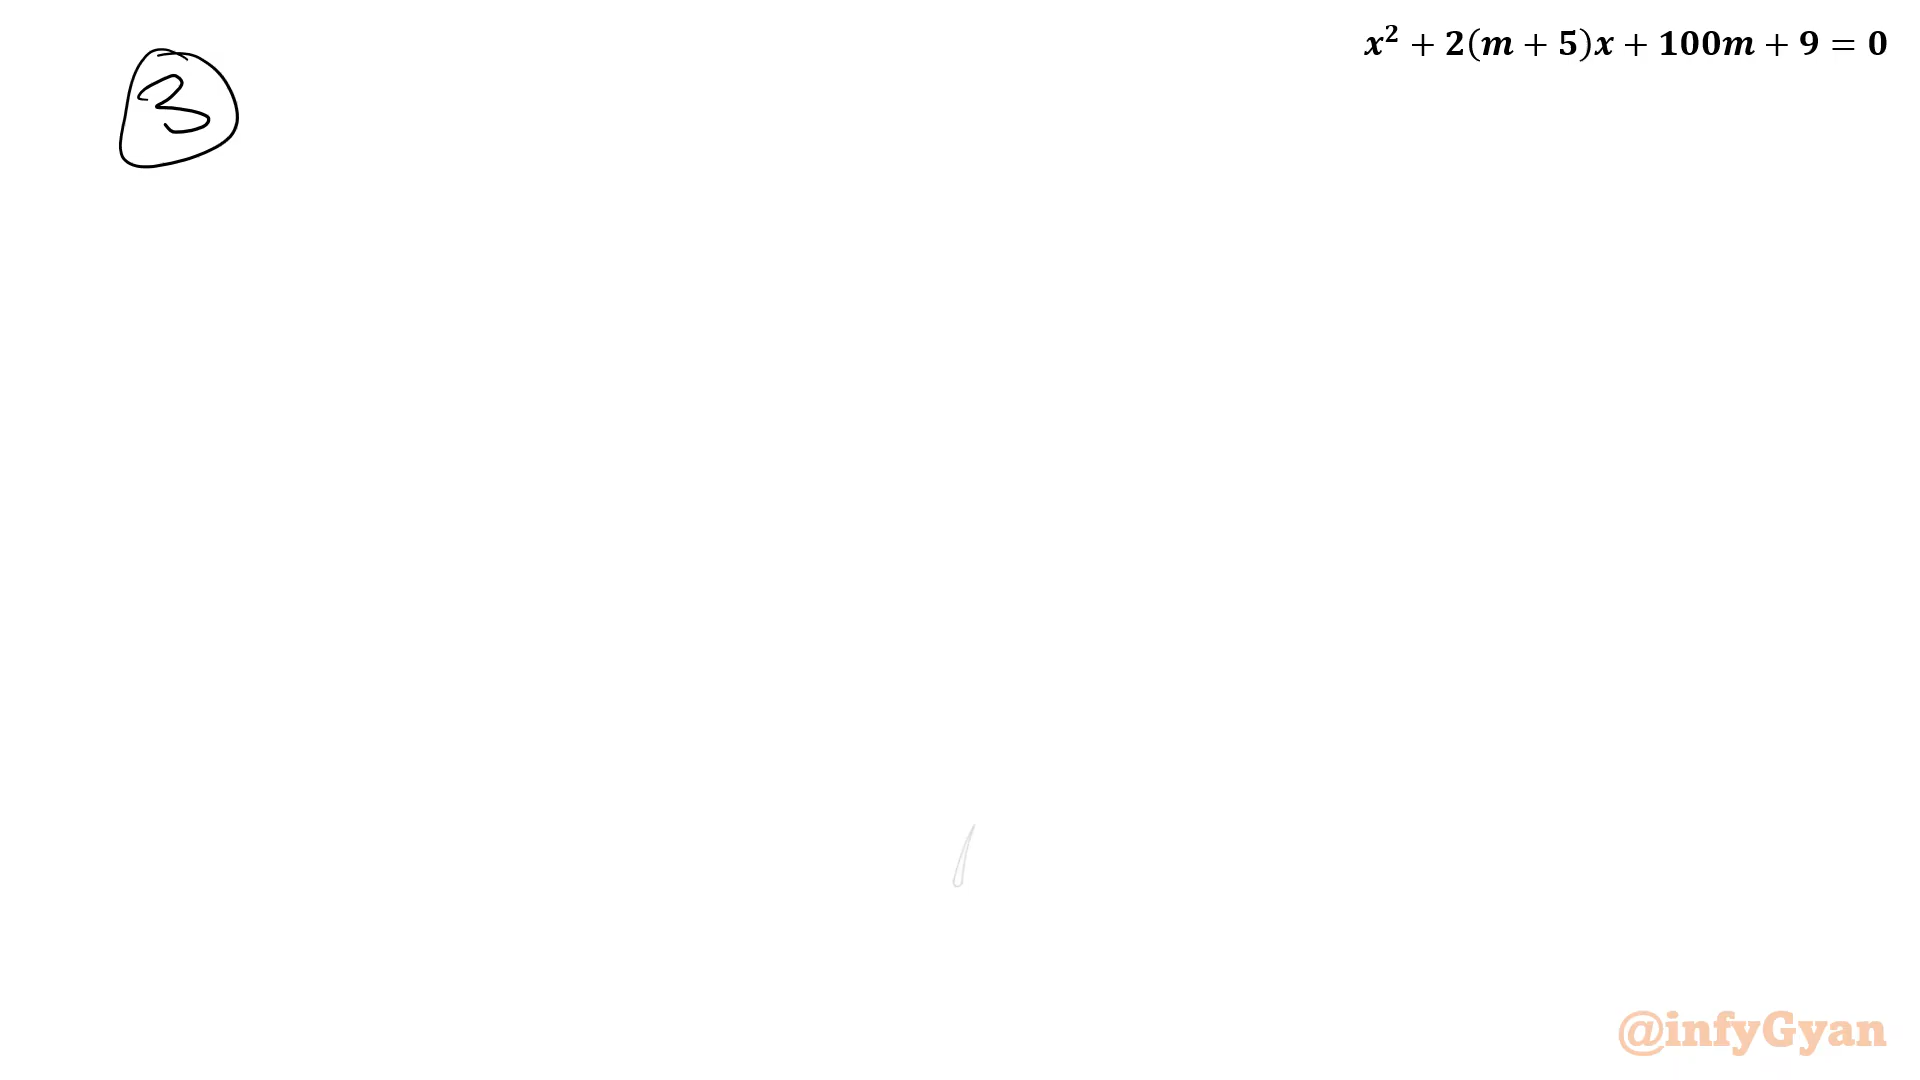 3
x² + 2(m + 5)x + 100m + 9 = 0
@infyGyan